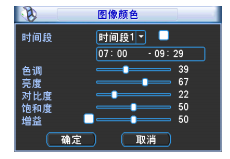 图像颜色
时间段 时间段1
07:00 - 09:29
色调 39
亮度 67
对比度 22
饱和度 50
增益 50
确定 取消